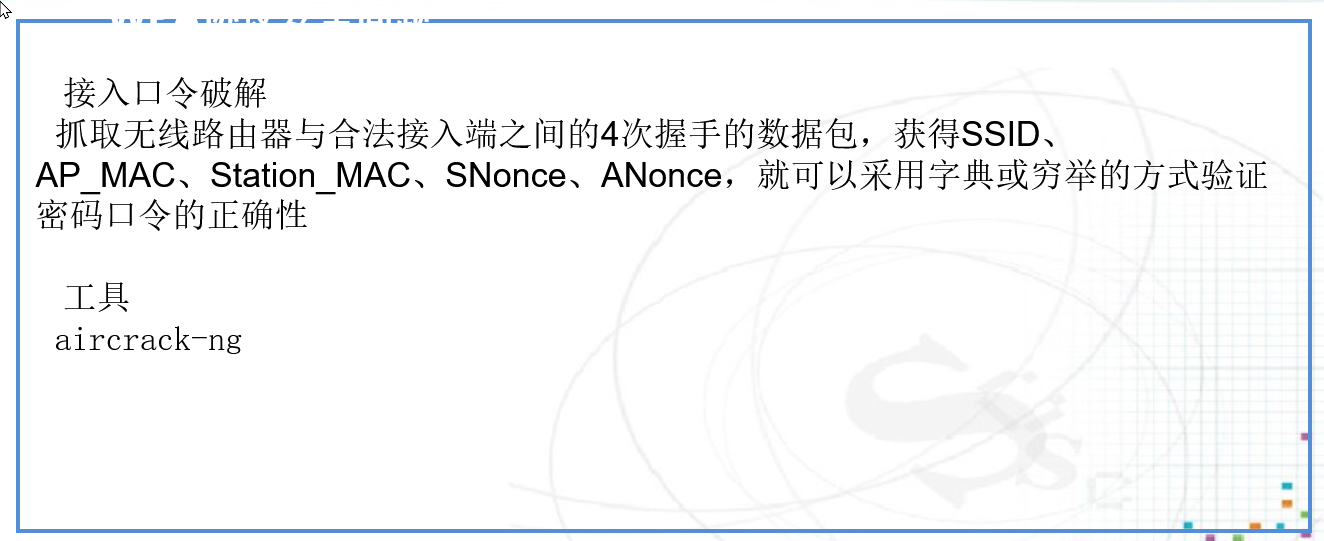 接入口令破解
抓取无线路由器与合法接入端之间的4次握手的数据包，获得SSID、
AP_MAC、Station_MAC、SNonce、ANonce，就可以采用字典或穷举的方式验证
密码口令的正确性
工具
aircrack-ng